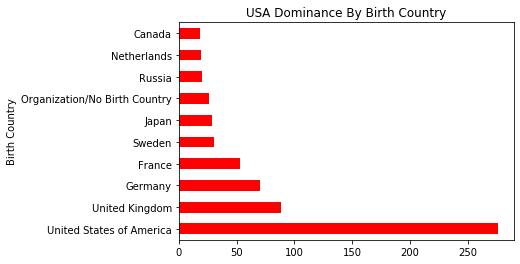 USA Dominance By Birth Country
Birth Country
Canada
Netherlands
Russia
Organization/No Birth Country
Japan
Sweden
France
Germany
United Kingdom
United States of America
0 50 100 150 200 250